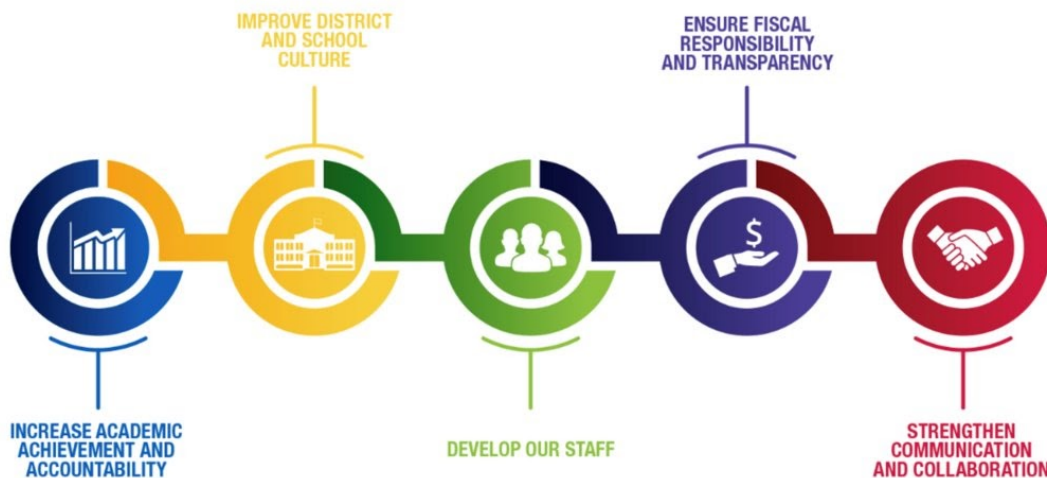 IMPROVE DISTRICT
AND SCHOOL
CULTURE
ENSURE FISCAL
RESPONSIBILITY
AND TRANSPARENCY
$
INCREASE ACADEMIC
ACHIEVEMENT AND
ACCOUNTABILITY
DEVELOP OUR STAFF
STRENGTHEN
COMMUNICATION
AND COLLABORATION